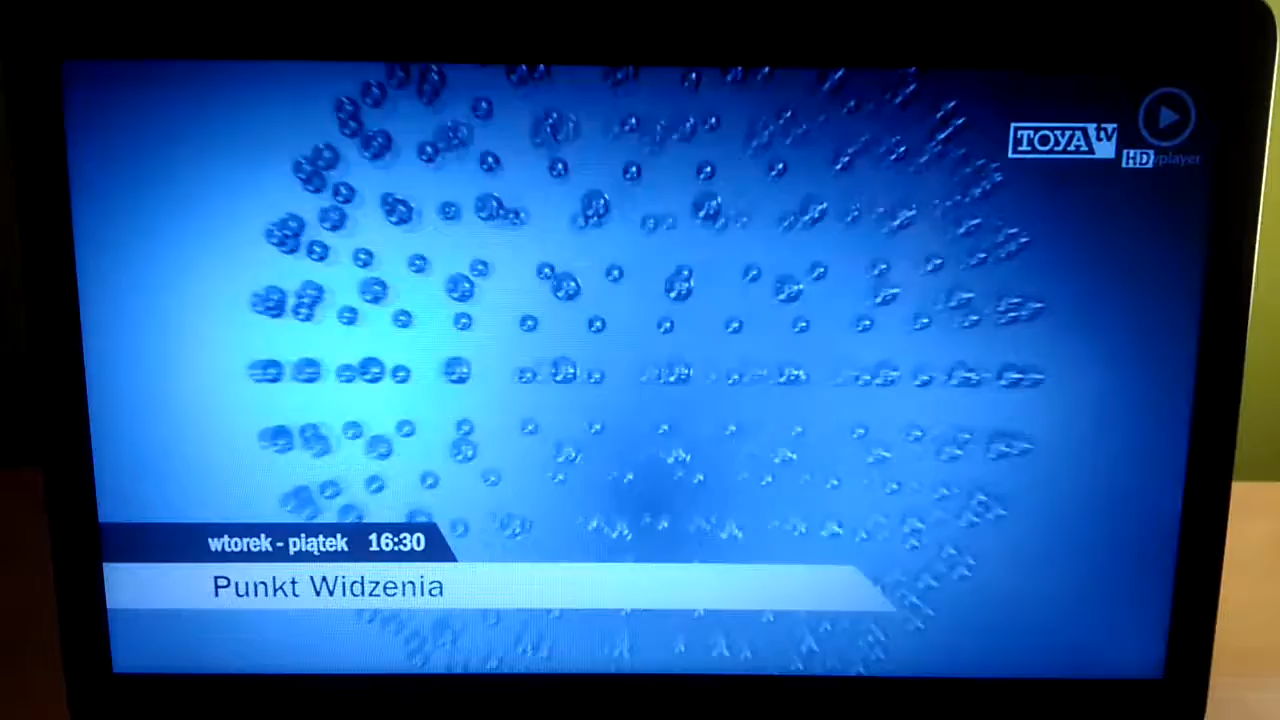 TOYA tv
HD player
wtorek - piątek 16:30
Punkt Widzenia